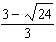 (3 − √24) / 3